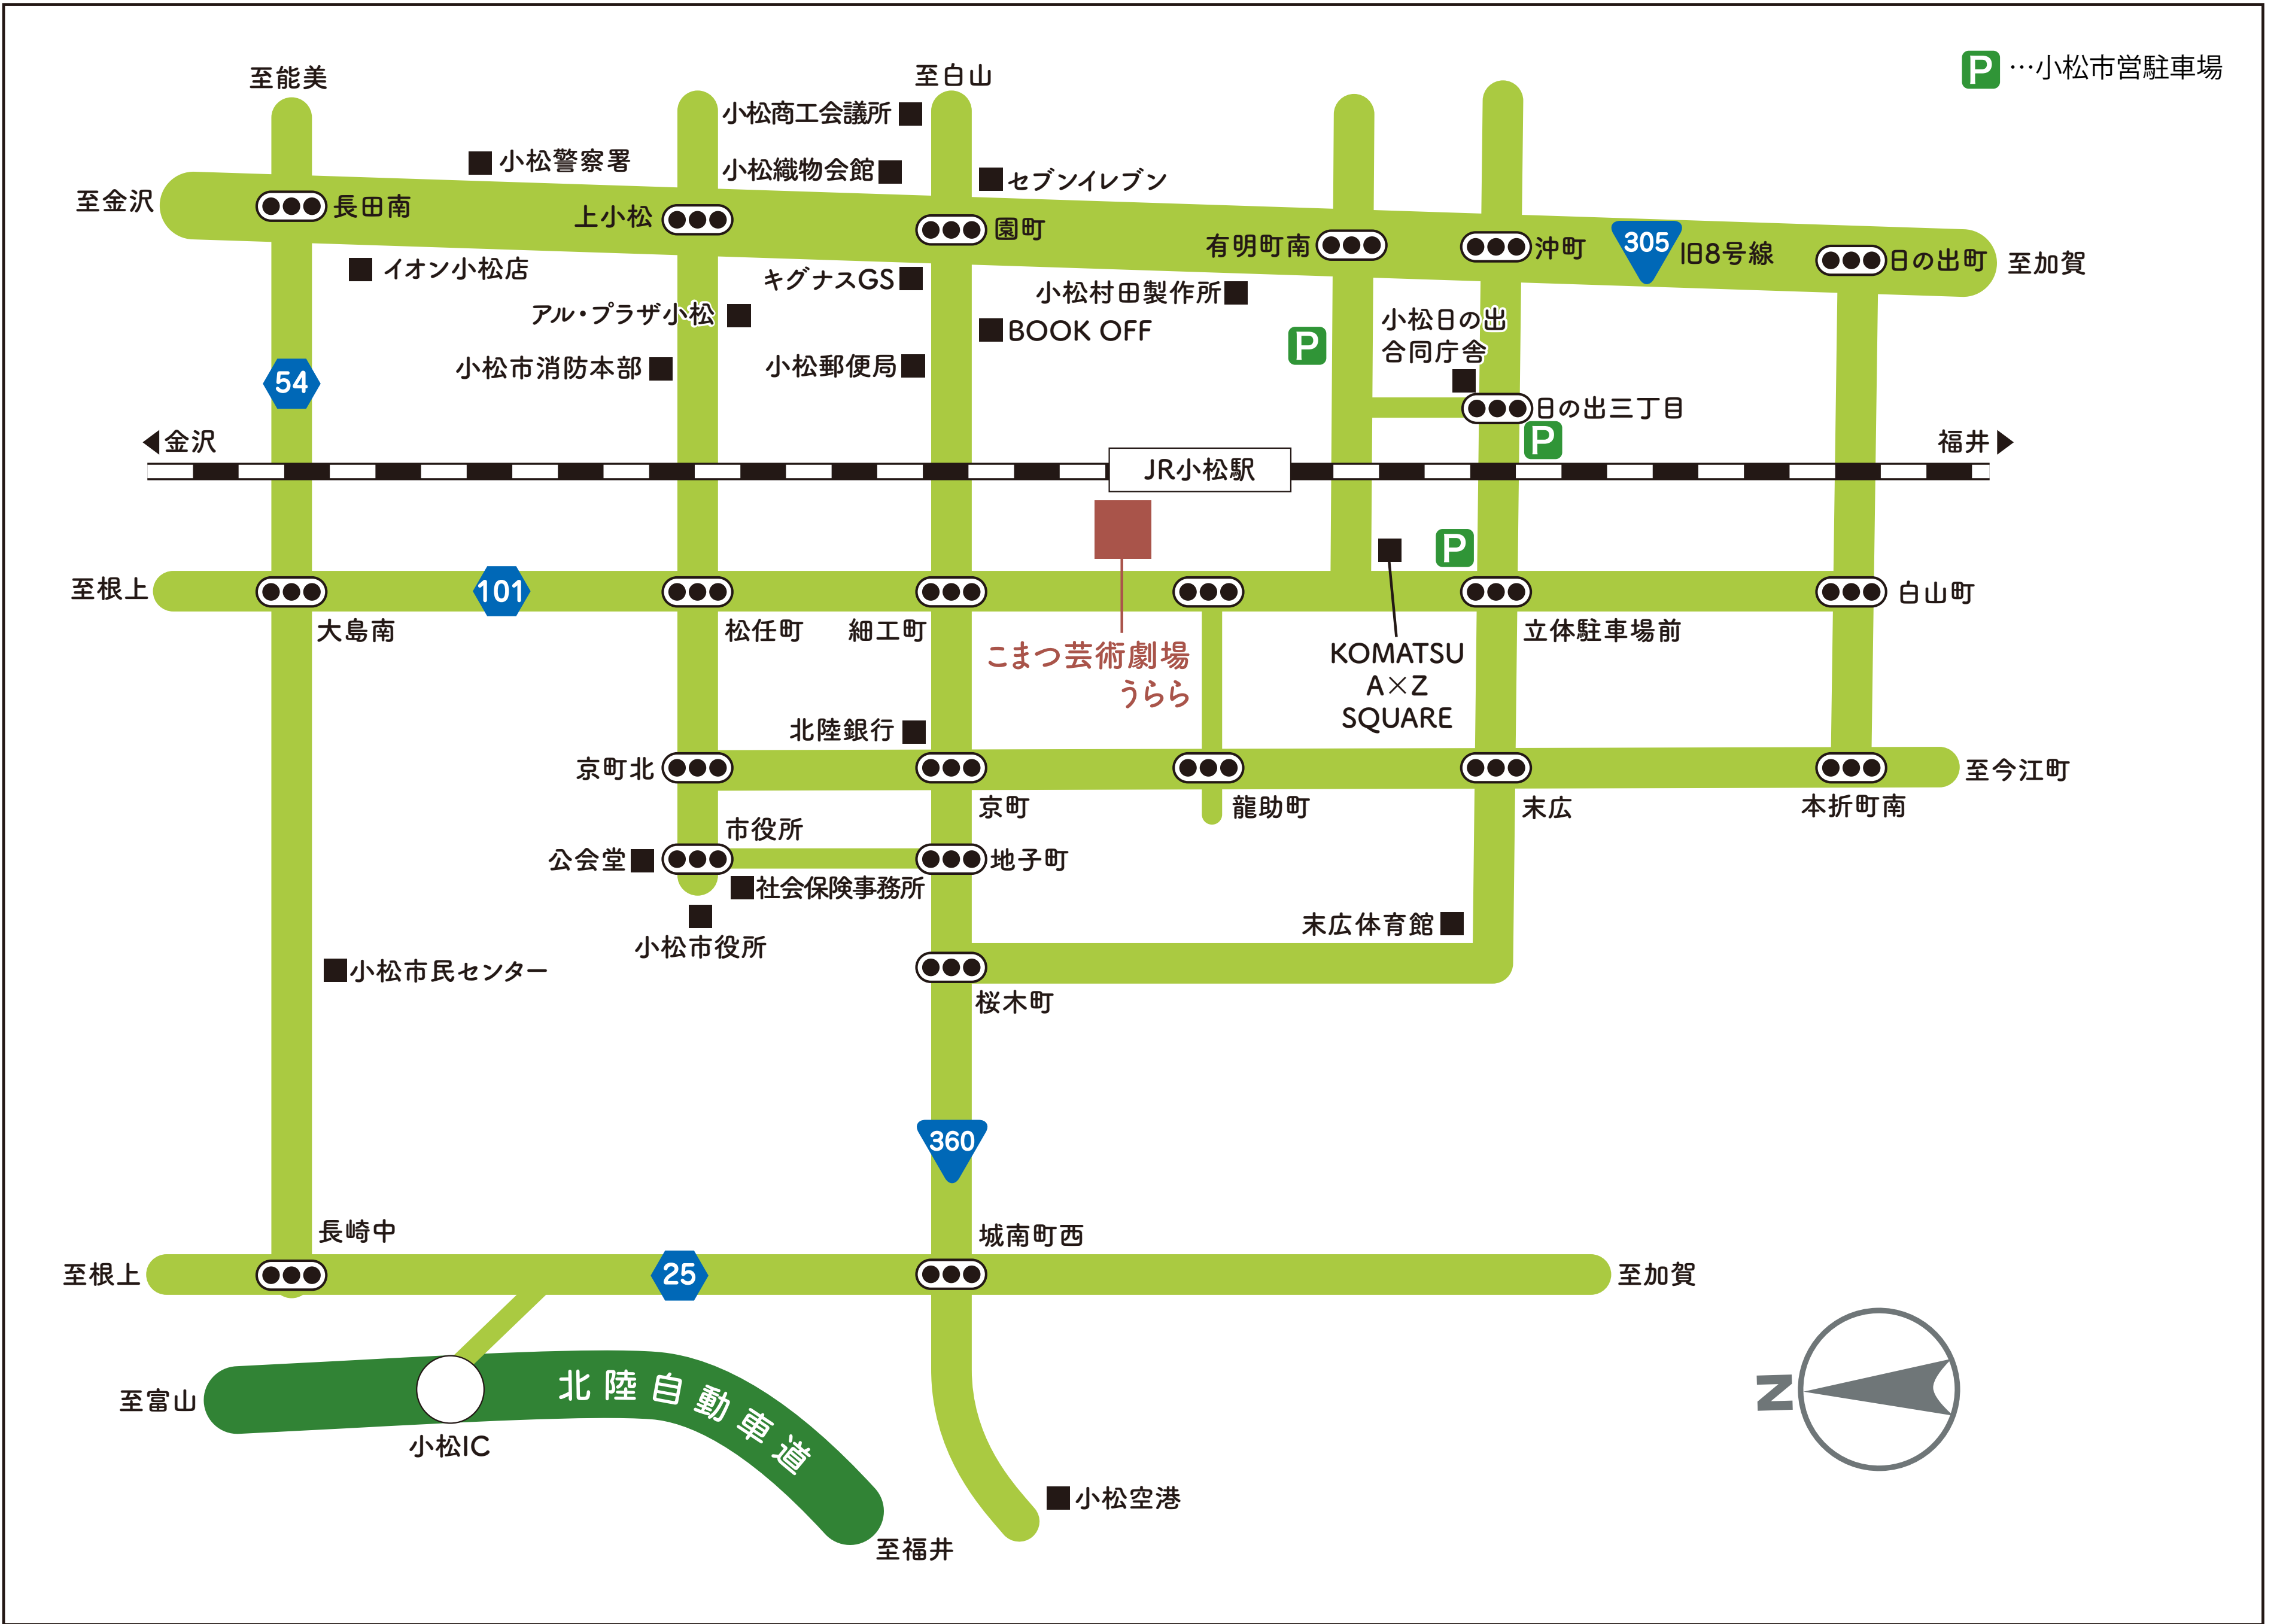 至能美
至白山
P …小松市営駐車場
小松商工会議所
小松警察署
小松織物会館
セブンイレブン
至金沢
長田南
上小松
園町
有明町南
沖町
305
旧8号線
日の出町
至加賀
イオン小松店
キグナスGS
小松村田製作所
アル・プラザ小松
BOOK OFF
P
小松日の出
合同庁舎
小松市消防本部
小松郵便局
54
日の出三丁目
P
金沢
福井
JR小松駅
P
至根上
101
白山町
大島南
松任町
細工町
立体駐車場前
こまつ芸術劇場
うらら
KOMATSU
A×Z
SQUARE
北陸銀行
京町北
至今江町
京町
龍助町
末広
本折町南
市役所
公会堂
地子町
社会保険事務所
末広体育館
小松市役所
小松市民センター
桜木町
360
長崎中
城南町西
至根上
25
至加賀
至富山
北陸自動車道
小松IC
N
小松空港
至福井